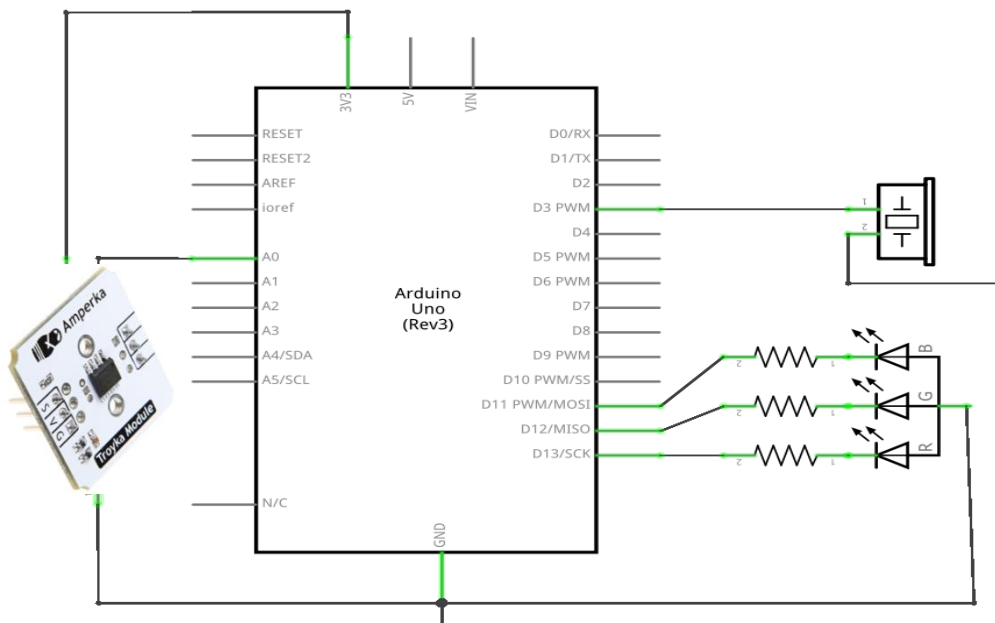 3V3
5V
VIN
RESET
RESET2
AREF
ioref
A0
A1
A2
A3
A4/SDA
A5/SCL
N/C
D0/RX
D1/TX
D2
D3 PWM
D4
D5 PWM
D6 PWM
D7
D8
D9 PWM
D10 PWM/SS
D11 PWM/MOSI
D12/MISO
D13/SCK
Arduino
Uno
(Rev3)
GND
1
2
2
1
B
2
1
G
2
1
R
Amperka
S V G
Troyka Module